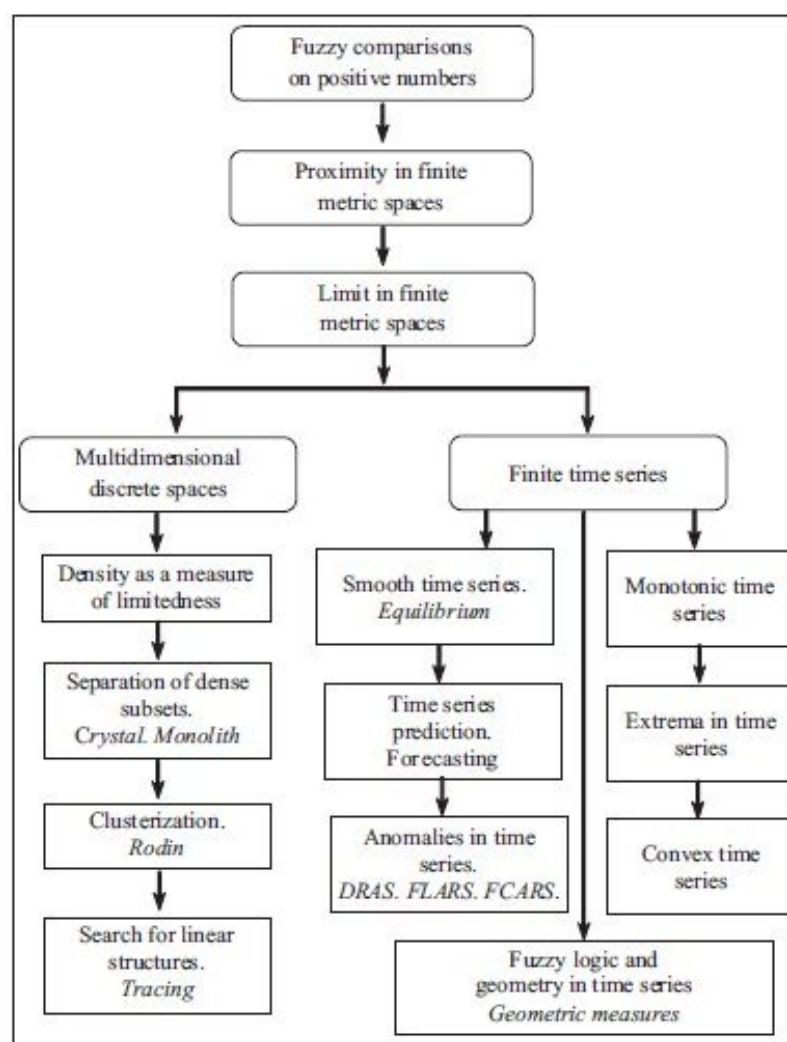 Fuzzy comparisons
on positive numbers
Proximity in finite
metric spaces
Limit in finite
metric spaces
Multidimensional
discrete spaces
Density as a measure
of limitedness
Separation of dense
subsets.
Crystal. Monolith
Clusterization.
Rodin
Search for linear
structures.
Tracing
Finite time series
Smooth time series.
Equilibrium
Time series
prediction.
Forecasting
Anomalies in time
series.
DRAS. FLARS. FCARS.
Monotonic time
series
Extrema in time
series
Convex time
series
Fuzzy logic and
geometry in time series
Geometric measures